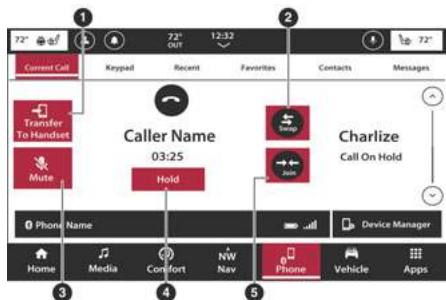 1
2
72°
72°
OUT
12:32
72°
Current Call
Keypad
Recent
Favorites
Contacts
Messages
Transfer
To Handset
Mute
Caller Name
03:25
Hold
Swap
Join
Charlize
Call On Hold
Phone Name
Device Manager
Home
Media
Comfort
NW
Nav
Phone
Vehicle
Apps
3
4
5